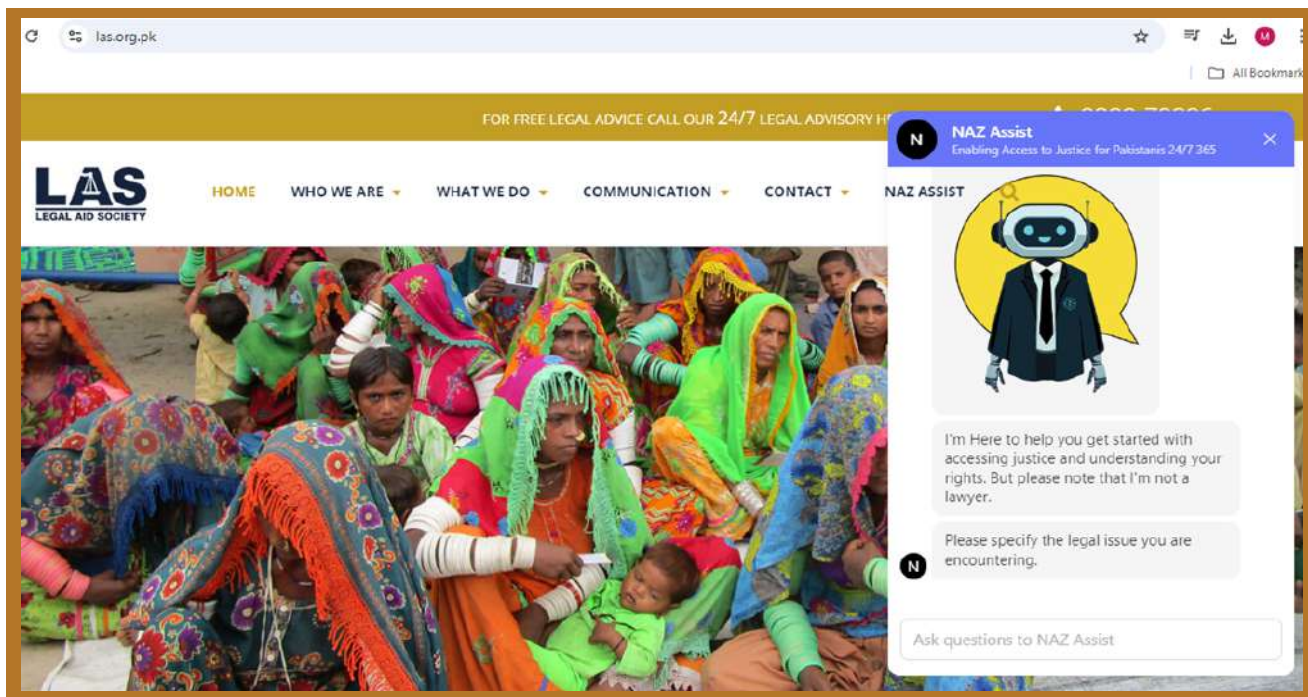 las.org.pk
All Bookmark
FOR FREE LEGAL ADVICE CALL OUR 24/7 LEGAL ADVISORY
NAZ Assist
Enabling Access to Justice for Pakistanis 24/7 365
N
LAS
LEGAL AID SOCIETY
HOME WHO WE ARE WHAT WE DO COMMUNICATION CONTACT NAZ ASSIST
I'm Here to help you get started with
accessing justice and understanding your
rights. But please note that I'm not a
lawyer.
Please specify the legal issue you are
encountering.
N
Ask questions to NAZ Assist
M